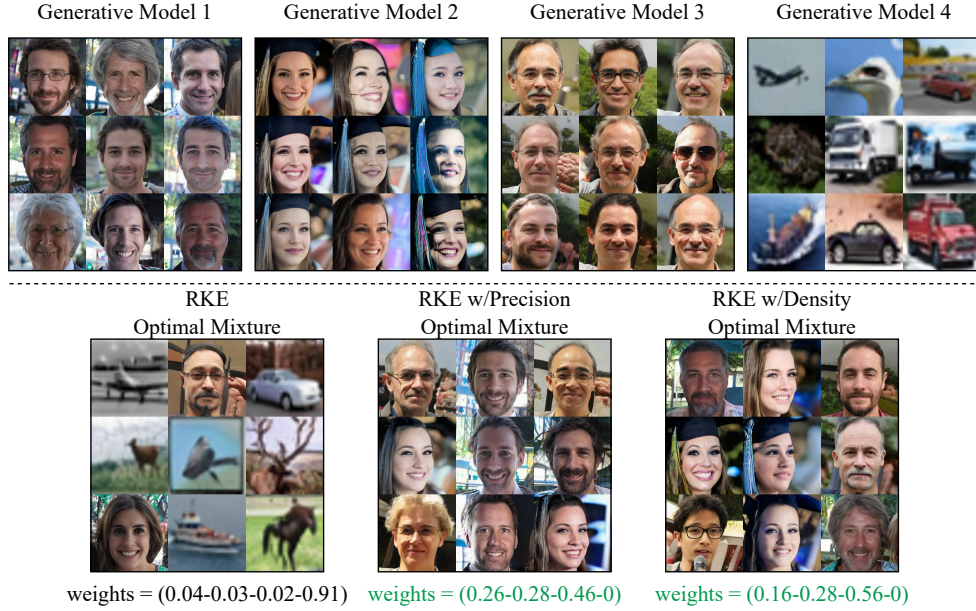 Generative Model 1
Generative Model 2
Generative Model 3
Generative Model 4
RKE
Optimal Mixture
RKE w/Precision
Optimal Mixture
RKE w/Density
Optimal Mixture
weights = (0.04-0.03-0.02-0.91)
weights = (0.26-0.28-0.46-0)
weights = (0.16-0.28-0.56-0)